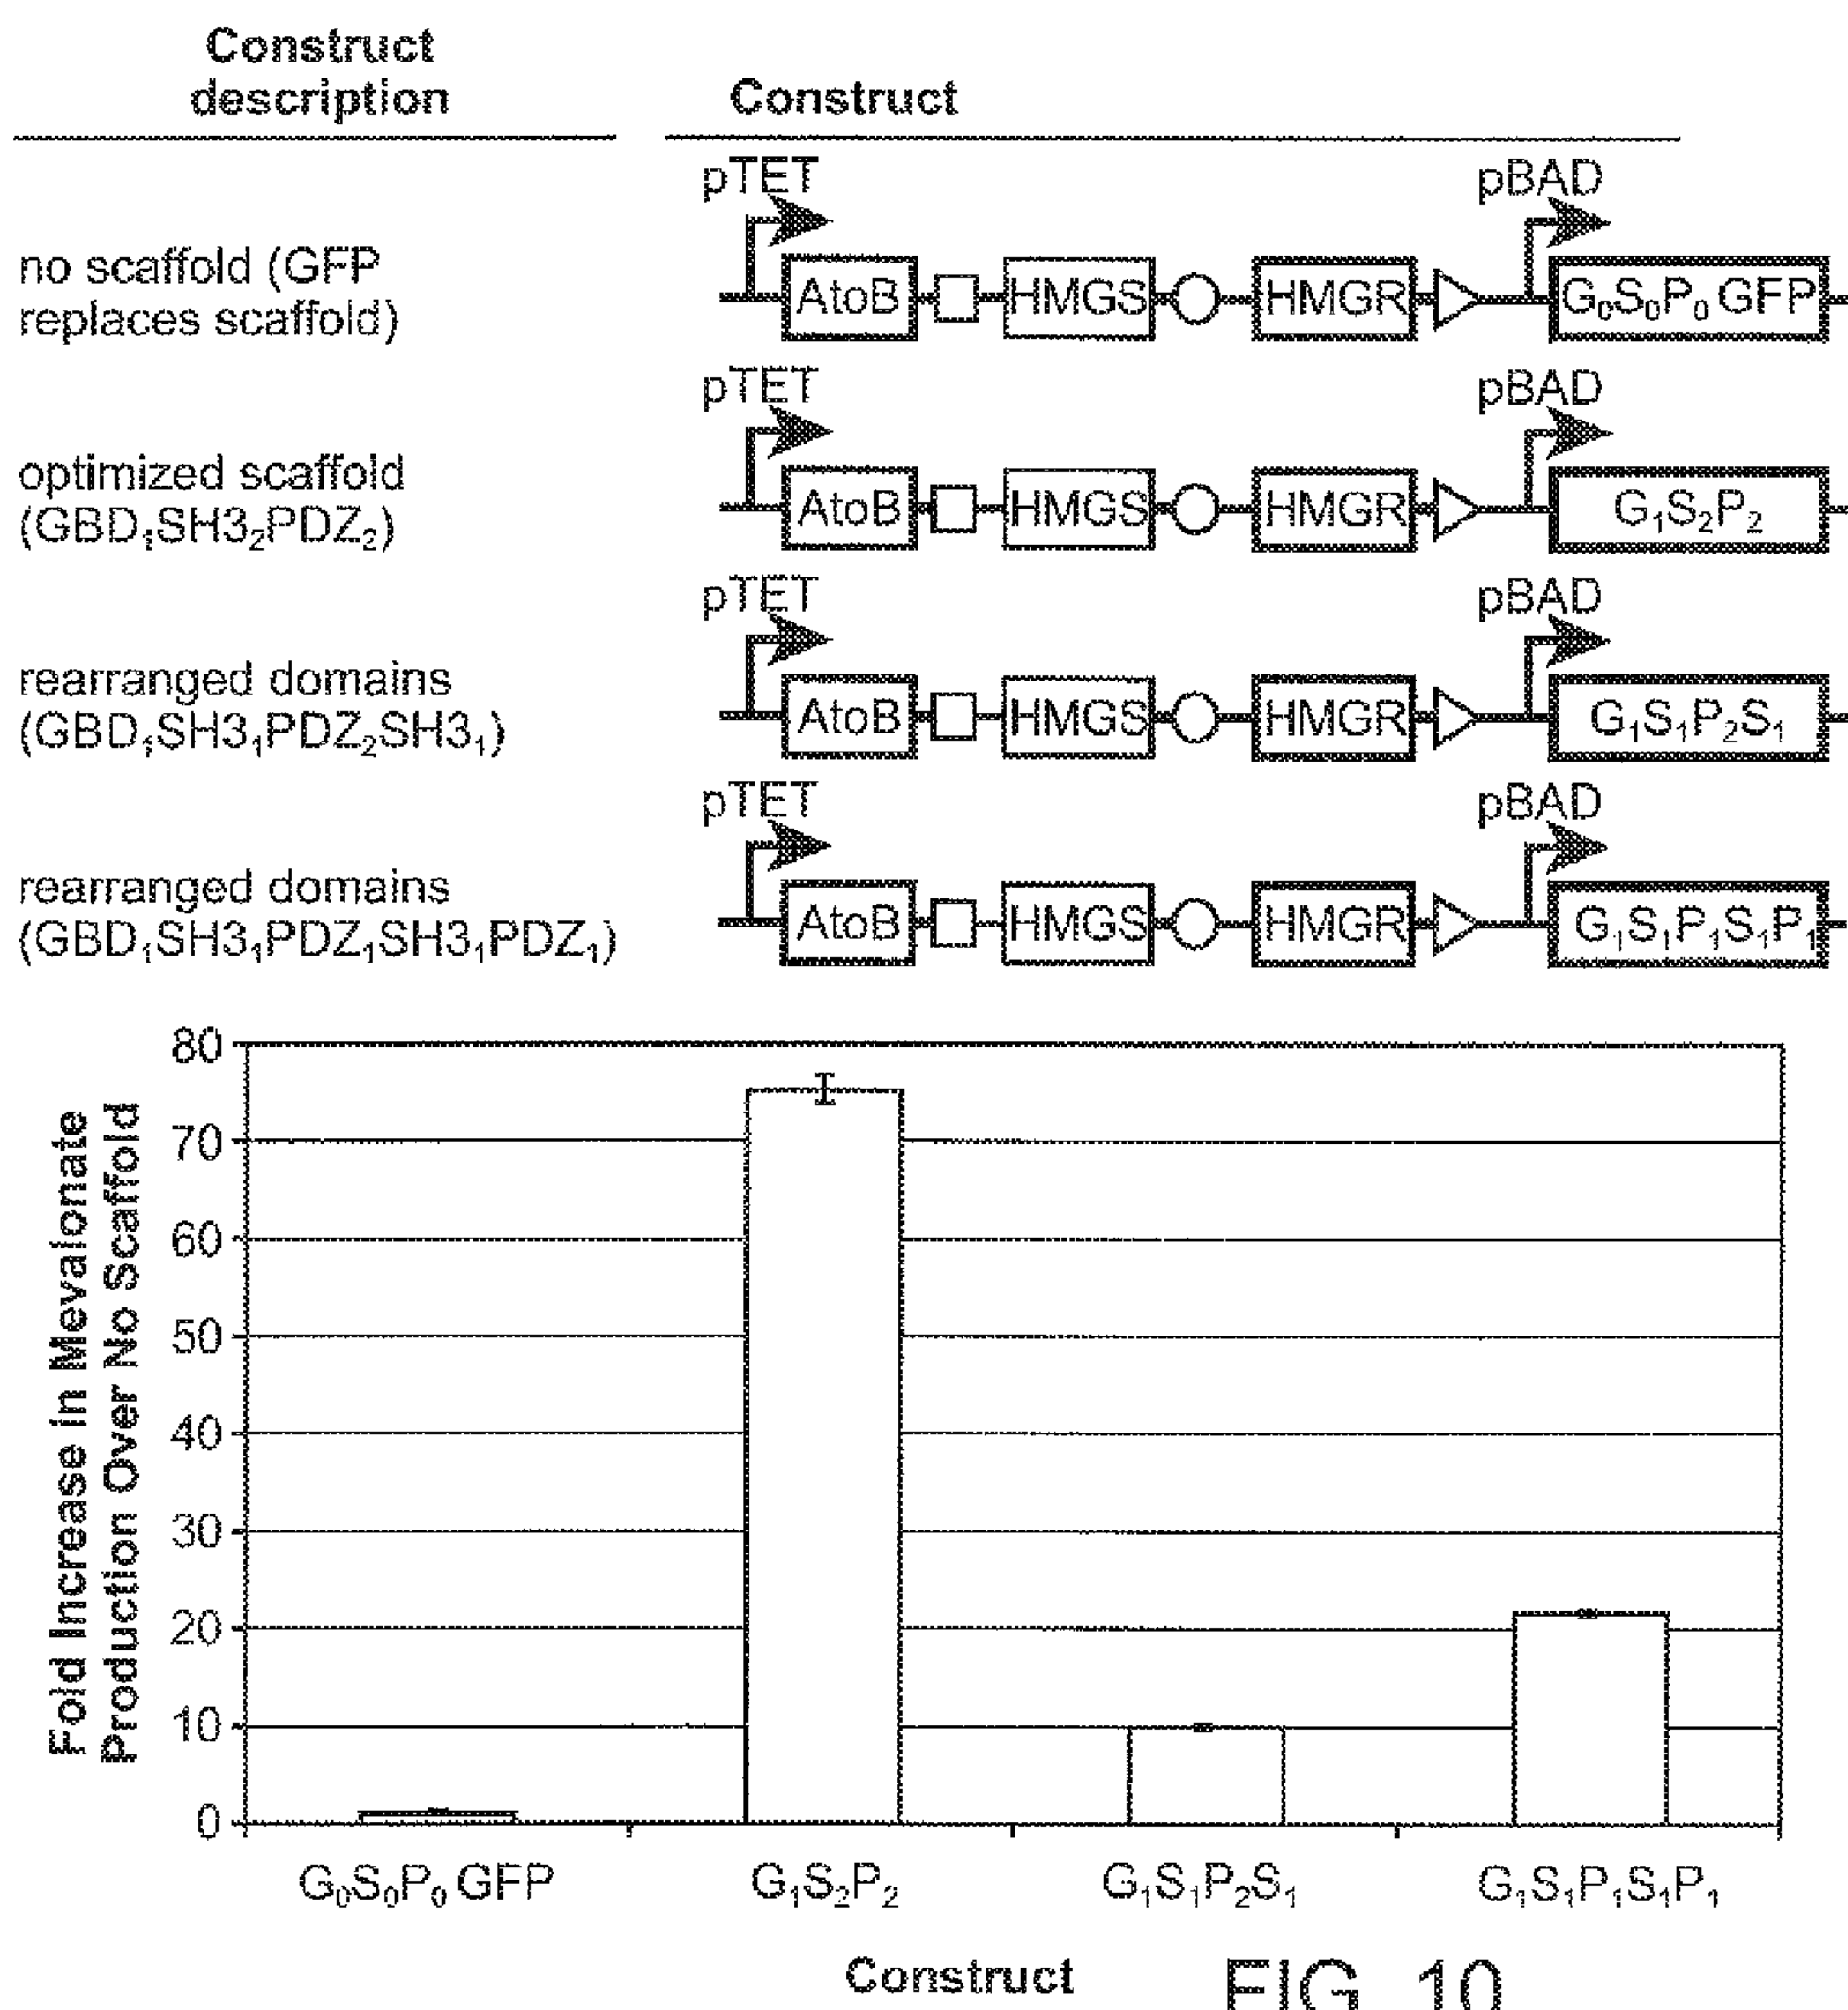 Construct
description
Construct
no scaffold (GFP
replaces scaffold)
pTET
pBAD
AtoB HMGS HMGR G₀S₀P₀ GFP
optimized scaffold
(GBD₁SH3₂PDZ₂)
pTET
pBAD
AtoB HMGS HMGR G₁S₂P₂
rearranged domains
(GBD₁SH3₁PDZ₂SH3₁)
pTET
pBAD
AtoB HMGS HMGR G₁S₁P₂S₁
rearranged domains
(GBD₁SH3₁PDZ₁SH3₁PDZ₁)
pTET
pBAD
AtoB HMGS HMGR G₁S₁P₁S₁P₁
Fold Increase in Mevalonate
Production Over No Scaffold
80
70
60
50
40
30
20
10
0
G₀S₀P₀ GFP
G₁S₂P₂
G₁S₁P₂S₁
G₁S₁P₁S₁P₁
Construct
FIG. 10